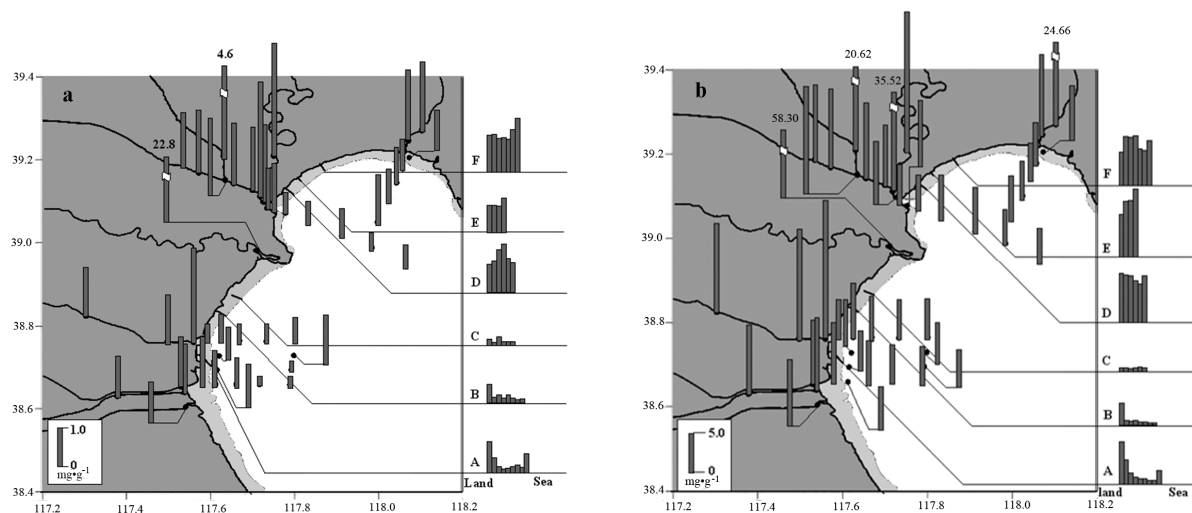 a
39.4
39.2
39.0
38.8
38.6
38.4
117.2
117.4
117.6
117.8
118.0
118.2
4.6
22.8
F
E
D
C
B
A
Land
Sea
1.0
0
mg•g-1
b
39.4
39.2
39.0
38.8
38.6
38.4
117.2
117.4
117.6
117.8
118.0
118.2
20.62
24.66
35.52
58.30
F
E
D
C
B
A
land
Sea
5.0
0
mg•g-1